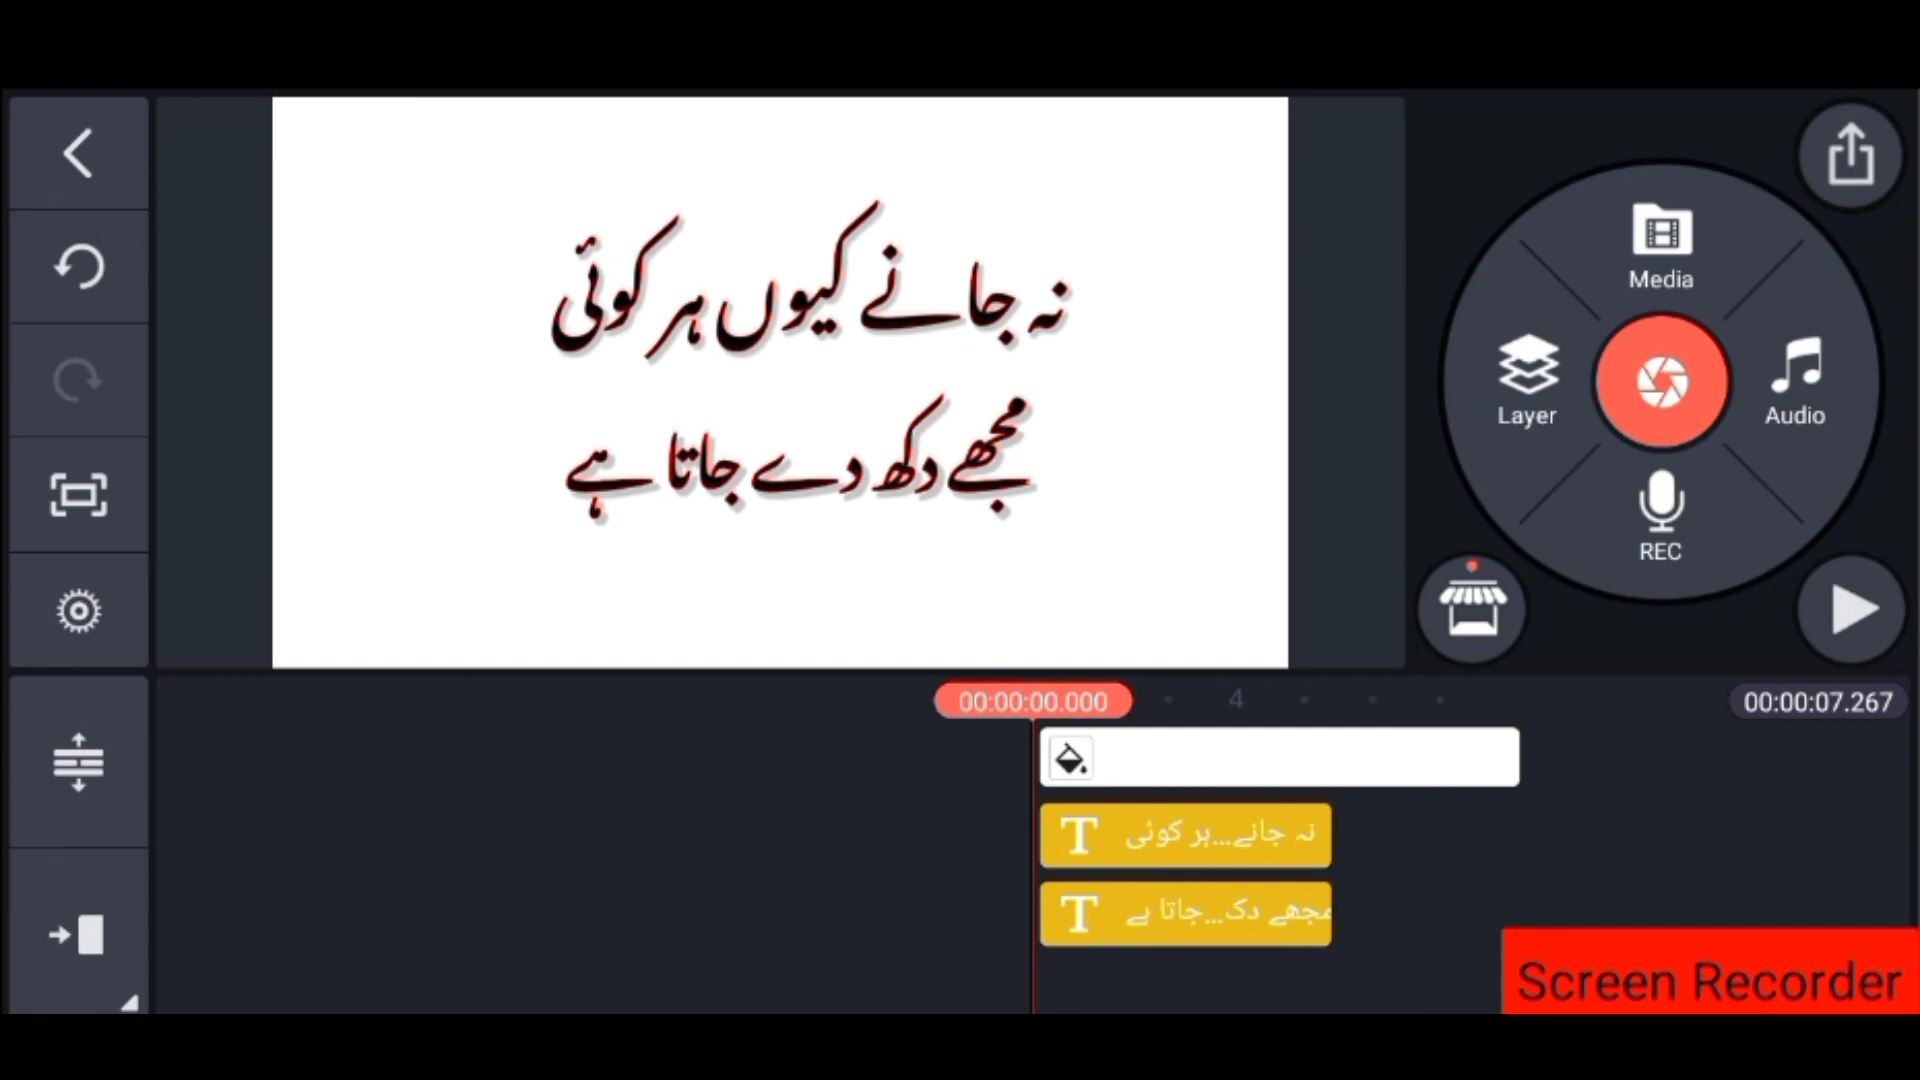 نہ جانے کیوں ہر کوئی
مجھے دکھ دے جاتا ہے
Media
Layer
Audio
REC
00:00:00.000
4
00:00:07.267
نہ جانے...ہر کوئی
مجھے دک...جاتا ہے
Screen Recorder